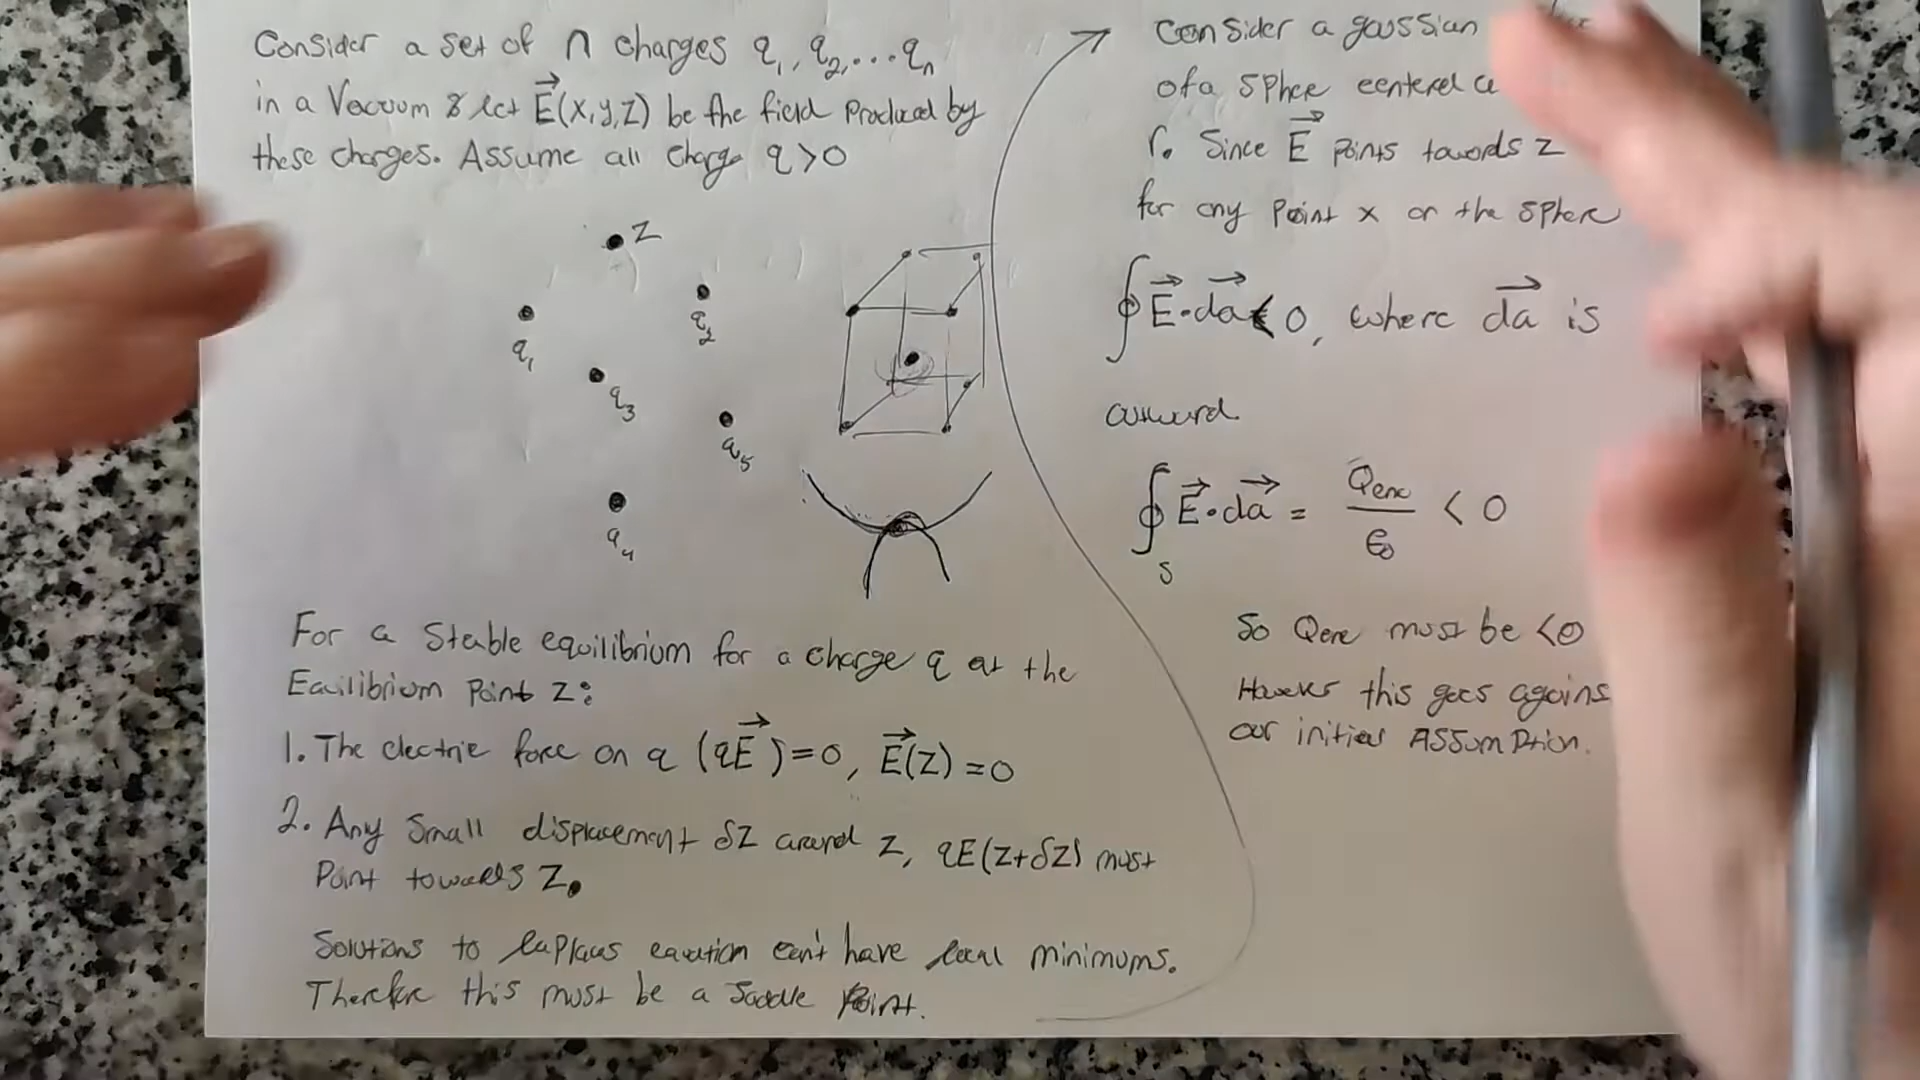 Consider a set of n charges q₁, q₂,...qₙ
in a Vacuum & let E⃗(x,y,z) be the field produced by
these charges. Assume all charge q>0
z
q₁
q₂
q₃
q₅
q₄
For a Stable equilibrium for a charge q at the
Equilibrium Point z:
1. The electric force on q (qE⃗)=0, E⃗(z)=0
2. Any small displacement δz around z, qE(z+δz) must
Point towards z.
Solutions to laplaces equation can't have local minimums.
Therefore this must be a Saddle Point.
Consider a gaussian
of a sphere centered
r. Since E⃗ points towards z
for any Point x on the sphere
∮E⃗·da⃗<0, where da⃗ is
outward
∮E⃗·da⃗ = Qenc/ε₀ < 0
S
So Qenc must be <0
However this goes agains
our initial ASSumption.